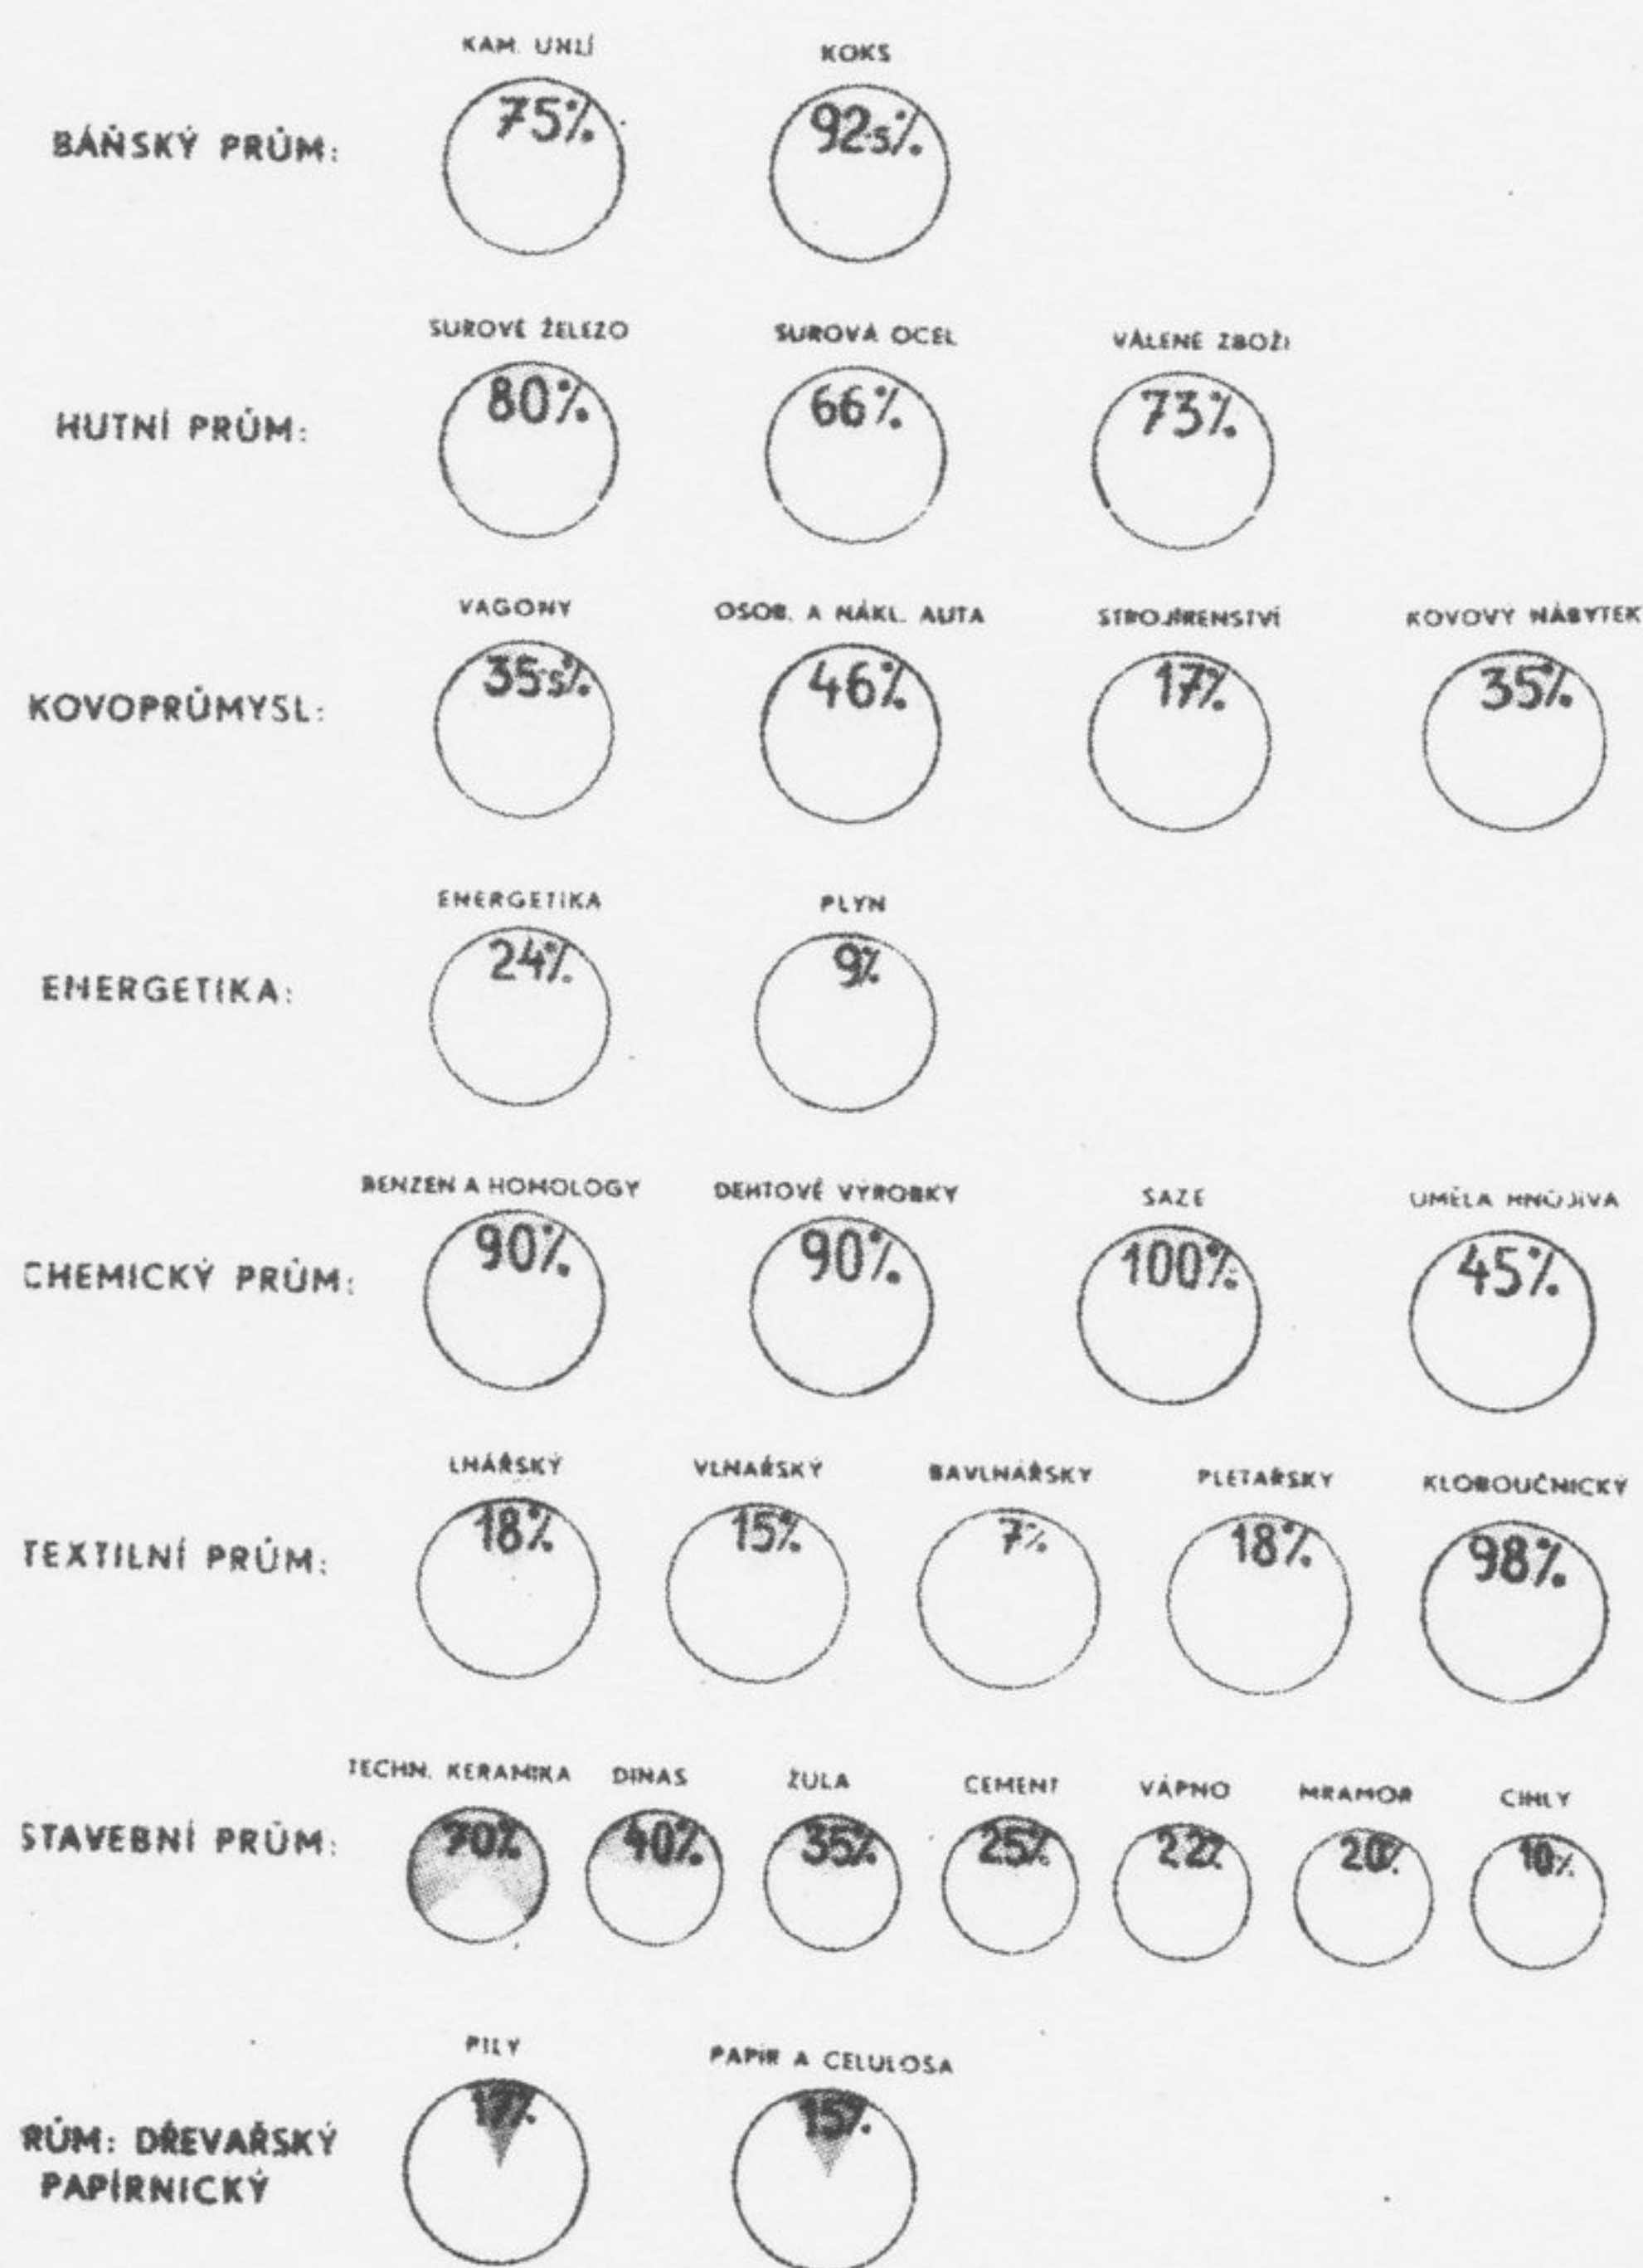 KAM. UHLÍ KOKS
BÁŇSKÝ PRŮM: 75% 92·5%
SUROVÉ ŽELEZO SUROVÁ OCEL VÁLENÉ ZBOŽÍ
HUTNÍ PRŮM: 80% 66% 73%
VAGONY OSOB. A NÁKL. AUTA STROJÍRENSTVÍ KOVOVÝ NÁBYTEK
KOVOPRŮMYSL: 35·5% 46% 17% 35%
ENERGETIKA PLYN
ENERGETIKA: 24% 9%
BENZEN A HOMOLOGY DEHTOVÉ VÝROBKY SAZE UMĚLÁ HNOJIVA
CHEMICKÝ PRŮM: 90% 90% 100% 45%
LNÁŘSKÝ VLNAŘSKÝ BAVLNÁŘSKÝ PLETAŘSKÝ KLOBOUČNICKÝ
TEXTILNÍ PRŮM: 18% 15% 7% 18% 98%
TECHN. KERAMIKA DINAS ŽULA CEMENT VÁPNO MRAMOR CIHLY
STAVEBNÍ PRŮM: 70% 40% 35% 25% 22% 20% 10%
PILY PAPÍR A CELULOSA
17% 15%
RŮM: DŘEVAŘSKÝ
PAPÍRNICKÝ